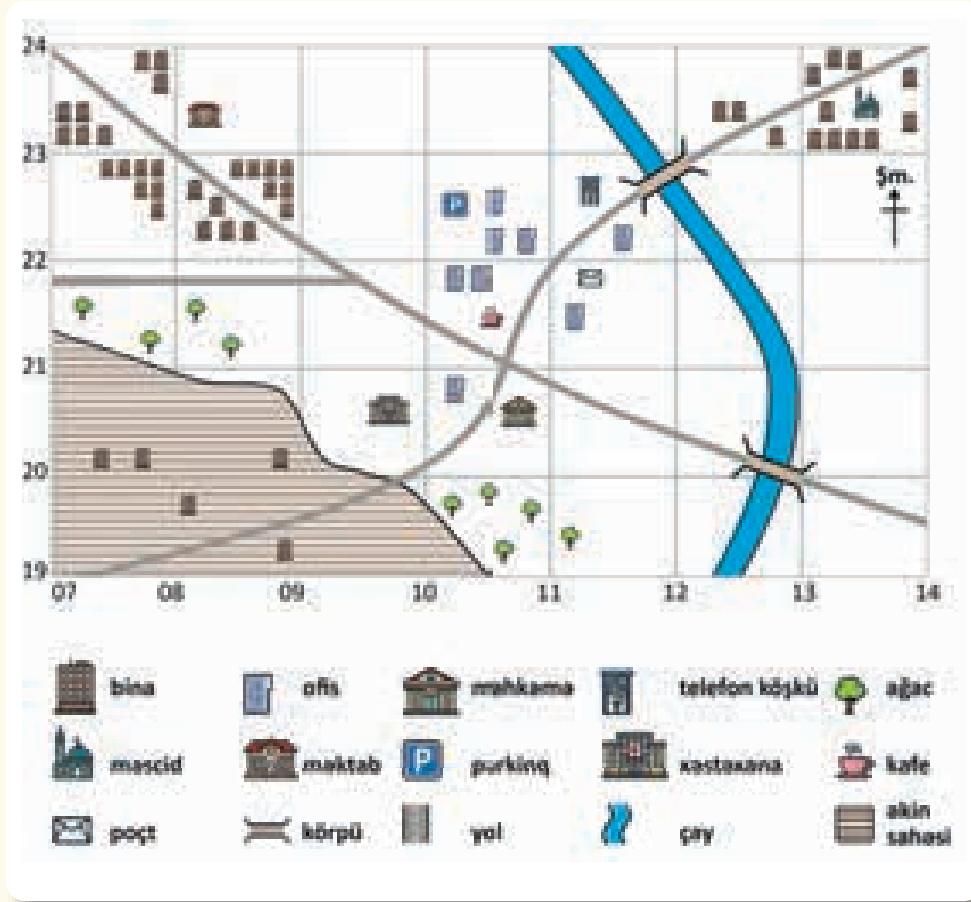 24
23
Şm.
22
21
20
19
07 08 09 10 11 12 13 14
bina ofis məhkəmə telefon köşkü ağac
məscid məktəb P parkinq xəstəxana kafe
poçt körpü yol çay əkin sahəsi